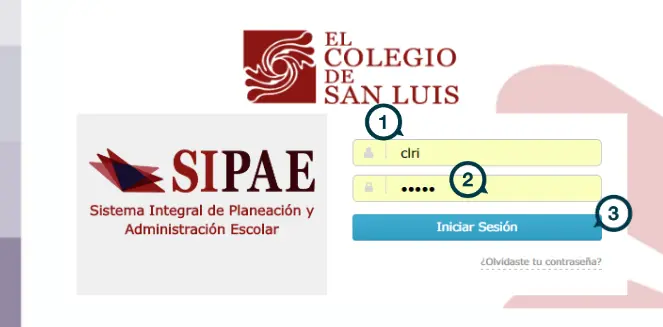 EL
COLEGIO
DE
SAN LUIS
SIPAE
Sistema Integral de Planeación y
Administración Escolar
1
clri
•••••
2
Iniciar Sesión
3
¿Olvidaste tu contraseña?